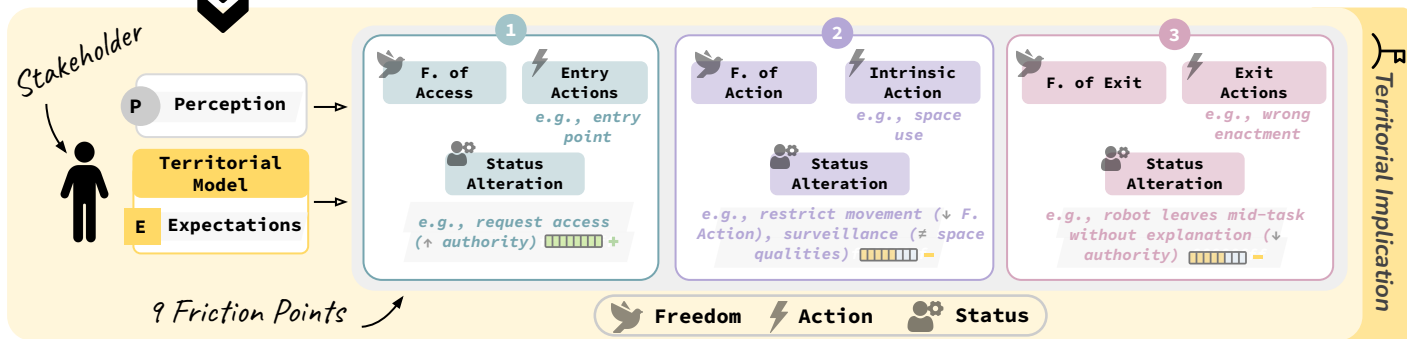 Stakeholder
P Perception
Territorial
Model
E Expectations
9 Friction Points
1
F. of
Access
Entry
Actions
e.g., entry
point
Status
Alteration
e.g., request access
(↑ authority) +
2
F. of
Action
Intrinsic
Action
e.g., space
use
Status
Alteration
e.g., restrict movement (↓ F.
Action), surveillance (≠ space
qualities) −
3
F. of Exit
Exit
Actions
e.g., wrong
enactment
Status
Alteration
e.g., robot leaves mid-task
without explanation (↓
authority) −
Freedom Action Status
Territorial Implication